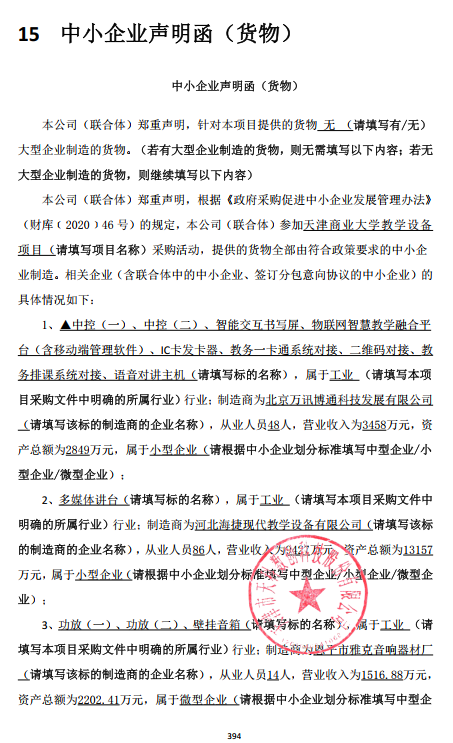 15 中小企业声明函（货物）
中小企业声明函（货物）
本公司（联合体）郑重声明，针对本项目提供的货物 无 （请填写有/无）
大型企业制造的货物。（若有大型企业制造的货物，则无需填写以下内容；若无
大型企业制造的货物，则继续填写以下内容）
本公司（联合体）郑重声明，根据《政府采购促进中小企业发展管理办法》
（财库﹝2020﹞46号）的规定，本公司（联合体）参加天津商业大学教学设备
项目（请填写项目名称）采购活动，提供的货物全部由符合政策要求的中小企
业制造。相关企业（含联合体中的中小企业、签订分包意向协议的中小企业）的
具体情况如下：
1、▲中控（一）、中控（二）、智能交互书写屏、物联网智慧教学融合平
台（含移动端管理软件）、IC卡发卡器、教务一卡通系统对接、二维码对接、教
务排课系统对接、语音对讲主机（请填写标的名称），属于工业 （请填写本项
目采购文件中明确的所属行业）行业；制造商为北京万讯博通科技发展有限公司
（请填写该标的制造商的企业名称），从业人员48人，营业收入为3458万元，资
产总额为2849万元，属于小型企业（请根据中小企业划分标准填写中型企业/小
型企业/微型企业）；
2、多媒体讲台（请填写标的名称），属于工业 （请填写本项目采购文件中
明确的所属行业）行业；制造商为河北海捷现代教学设备有限公司（请填写该标
的制造商的企业名称），从业人员86人，营业收入为9427万元，资产总额为13157
万元，属于小型企业（请根据中小企业划分标准填写中型企业/小型企业/微型企
业）；
3、功放（一）、功放（二）、壁挂音箱（请填写标的名称），属于工业 （请
填写本项目采购文件中明确的所属行业）行业；制造商为恩平市雅克音响器材厂
（请填写该标的制造商的企业名称），从业人员14人，营业收入为1516.88万元，
资产总额为2202.41万元，属于微型企业（请根据中小企业划分标准填写中型企
394